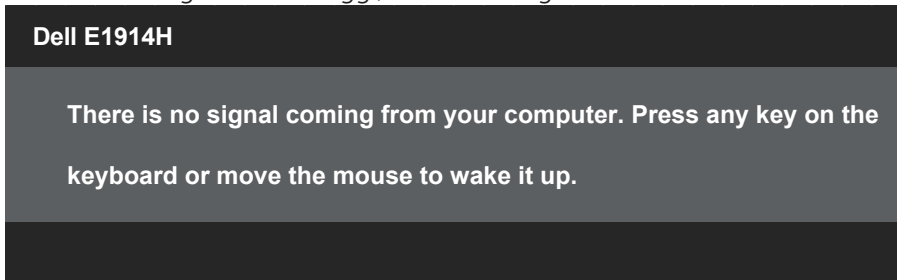 Dell E1914H
There is no signal coming from your computer. Press any key on the
keyboard or move the mouse to wake it up.